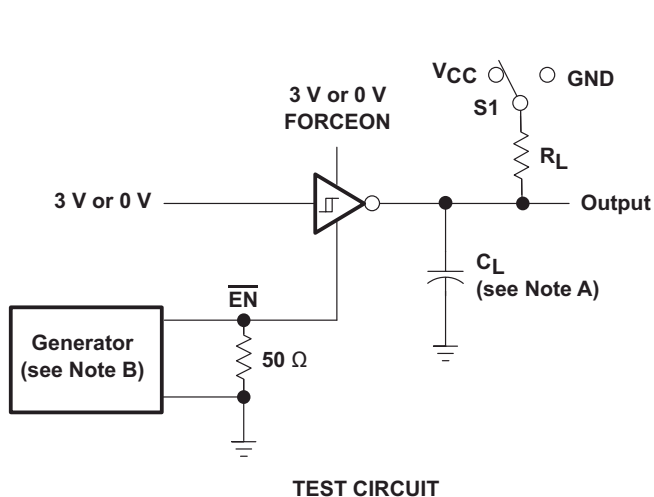 VCC
GND
S1
3 V or 0 V
FORCEON
RL
3 V or 0 V
Output
CL
(see Note A)
EN
Generator
(see Note B)
50 Ω
TEST CIRCUIT